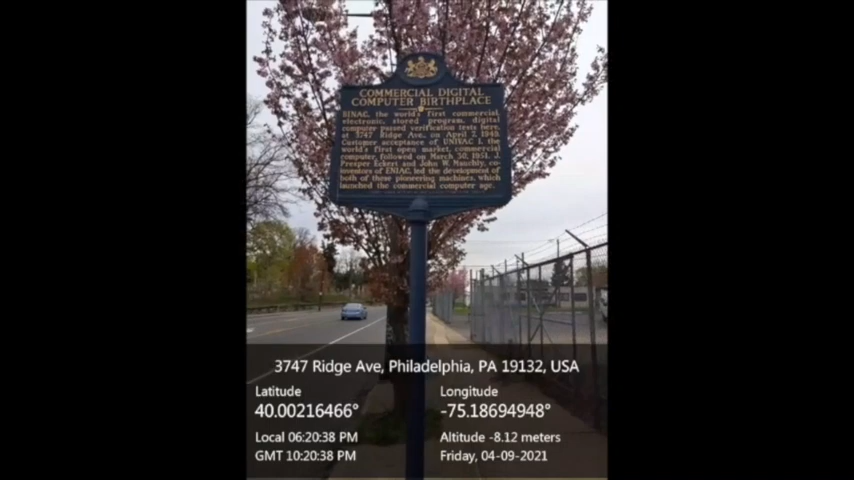 COMMERCIAL DIGITAL
COMPUTER BIRTHPLACE
BINAC, the world's first commercial
electronic, stored program, digital
computer passed verification tests here,
at 3747 Ridge Ave., on April 7, 1949.
Customer acceptance of UNIVAC I, the
world's first open market, commercial
computer, followed on March 30, 1951. J.
Presper Eckert and John W. Mauchly, co-
inventors of ENIAC, led the development of
both of these pioneering machines, which
launched the commercial computer age.
3747 Ridge Ave, Philadelphia, PA 19132, USA
Latitude
40.00216466°
Longitude
-75.18694948°
Local 06:20:38 PM
GMT 10:20:38 PM
Altitude -8.12 meters
Friday, 04-09-2021